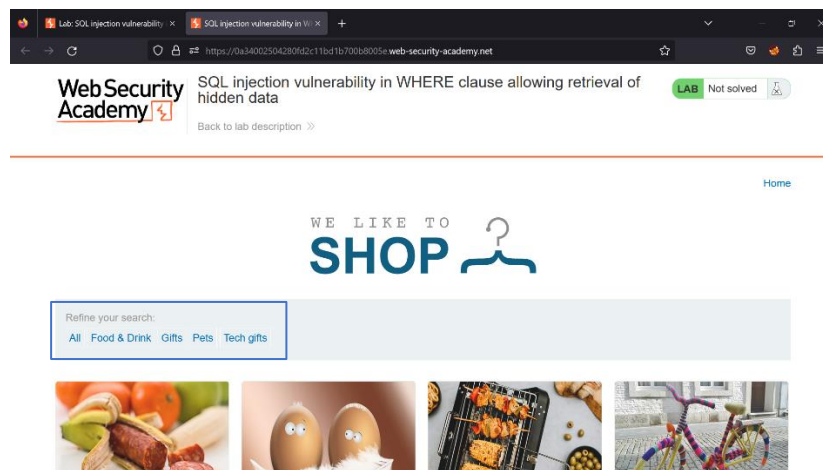 Lab: SQL injection vulnerability
SQL injection vulnerability in WH
https://0a34002504280fd2c11bd1b700b8005e.web-security-academy.net
Web Security
Academy
SQL injection vulnerability in WHERE clause allowing retrieval of
hidden data
Back to lab description
LAB Not solved
Home
WE LIKE TO
SHOP
Refine your search:
All Food & Drink Gifts Pets Tech gifts